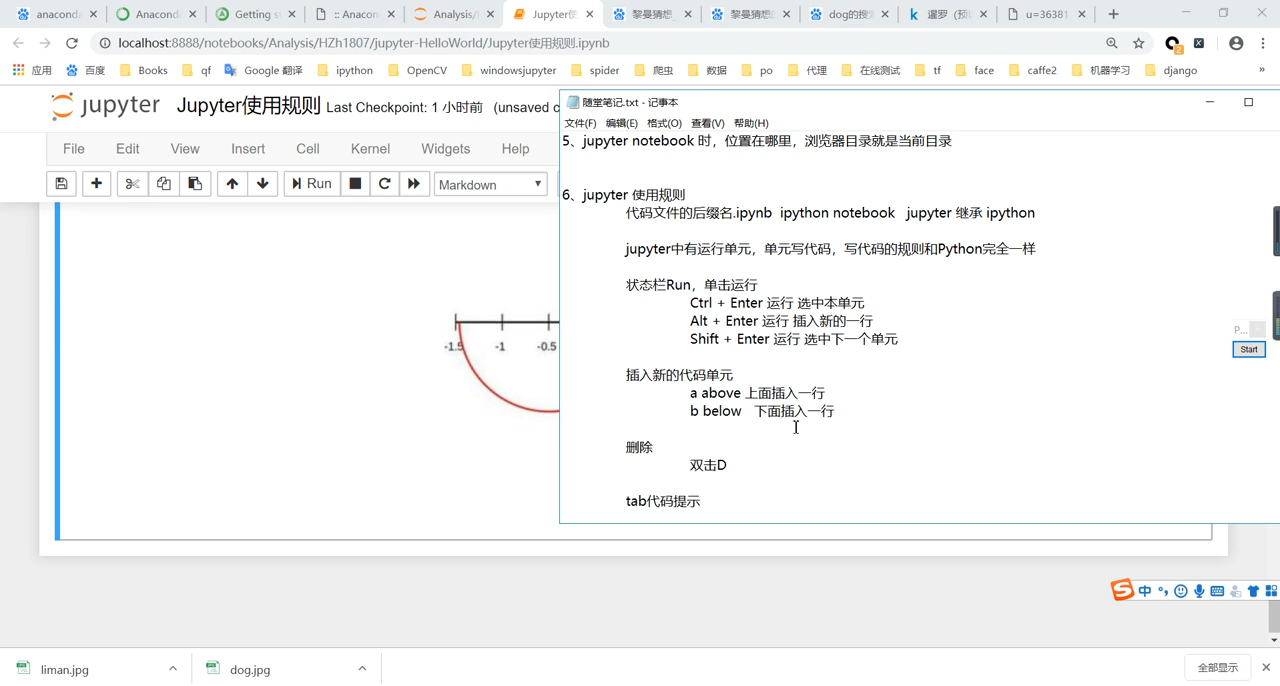 anaconda
Anacond
Getting s
:: Anacon
Analysis/
Jupyter使
黎曼猜想_
黎曼猜想的
dog的搜
暹罗 (预
u=36381
localhost:8888/notebooks/Analysis/HZh1807/jupyter-HelloWorld/Jupyter使用规则.ipynb
应用 百度 Books qf Google 翻译 ipython OpenCV windowsjupyter spider 爬虫 数据 po 代理 在线测试 tf face caffe2 机器学习 django »
jupyter Jupyter使用规则 Last Checkpoint: 1 小时前 (unsaved c
File Edit View Insert Cell Kernel Widgets Help
Run Markdown
-1.5 -1 -0.5
随堂笔记.txt - 记事本
文件(F) 编辑(E) 格式(O) 查看(V) 帮助(H)
5、jupyter notebook 时，位置在哪里，浏览器目录就是当前目录
6、jupyter 使用规则
代码文件的后缀名.ipynb ipython notebook jupyter 继承 ipython
jupyter中有运行单元，单元写代码，写代码的规则和Python完全一样
状态栏Run，单击运行
Ctrl + Enter 运行 选中本单元
Alt + Enter 运行 插入新的一行
Shift + Enter 运行 选中下一个单元
插入新的代码单元
a above 上面插入一行
b below 下面插入一行
删除
双击D
tab代码提示
P...
Start
中
liman.jpg
dog.jpg
全部显示